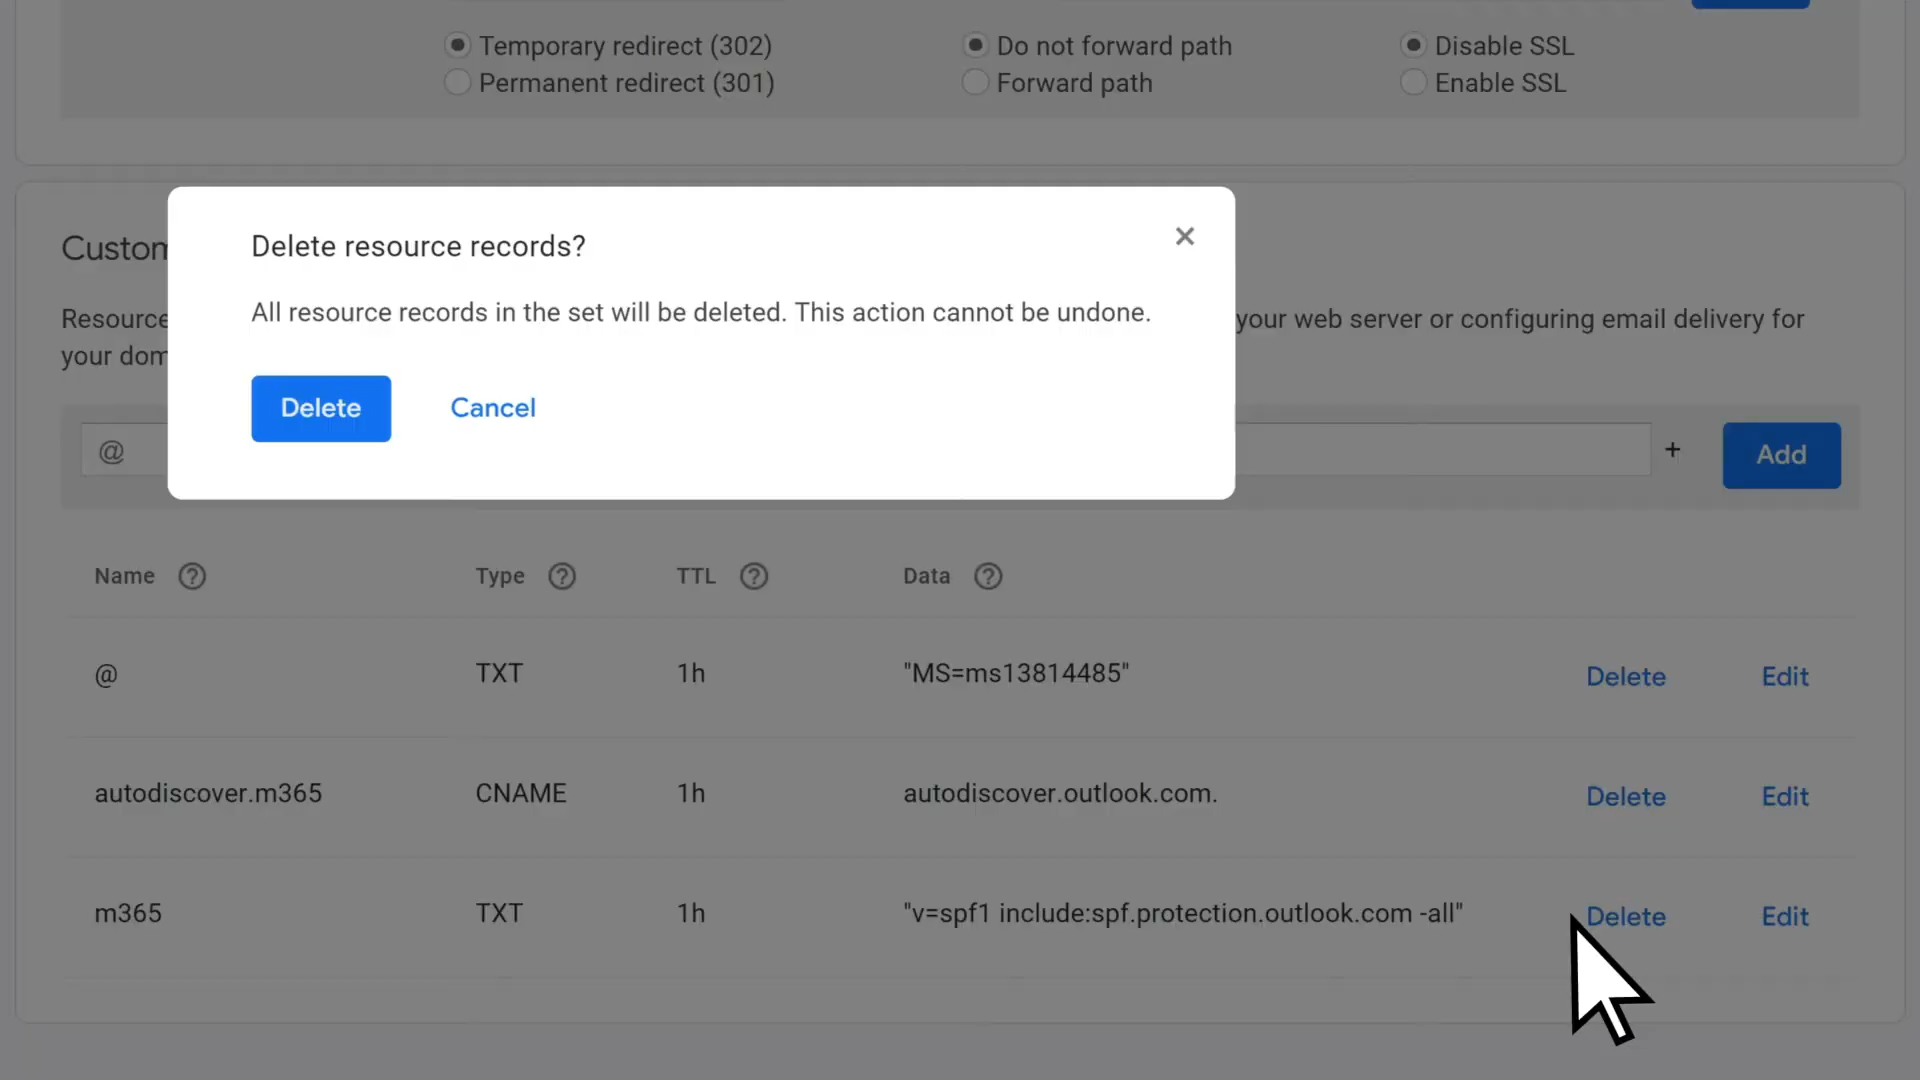 Temporary redirect (302) Do not forward path Disable SSL
Permanent redirect (301) Forward path Enable SSL
Delete resource records? ×
Custom
All resource records in the set will be deleted. This action cannot be undone.
Resource your web server or configuring email delivery for
your dom
Delete Cancel
@ + Add
Name ? Type ? TTL ? Data ?
@ TXT 1h "MS=ms13814485" Delete Edit
autodiscover.m365 CNAME 1h autodiscover.outlook.com. Delete Edit
m365 TXT 1h "v=spf1 include:spf.protection.outlook.com -all" Delete Edit